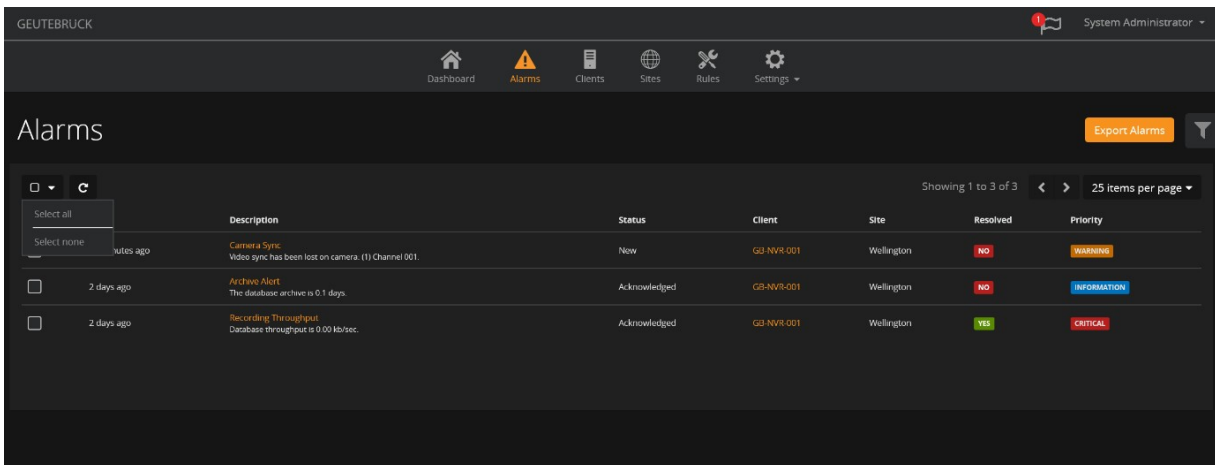 GEUTEBRUCK
1
System Administrator
Dashboard
Alarms
Clients
Sites
Rules
Settings
Alarms
Export Alarms
Showing 1 to 3 of 3
25 items per page
Select all
Select none
Description Status Client Site Resolved Priority
ago Camera Sync New GB-NVR-001 Wellington NO WARNING
Video sync has been lost on camera. (1) Channel 001.
2 days ago Archive Alert Acknowledged GB-NVR-001 Wellington NO INFORMATION
The database archive is 0.1 days.
2 days ago Recording Throughput Acknowledged GB-NVR-001 Wellington YES CRITICAL
Database throughput is 0.00 kb/sec.